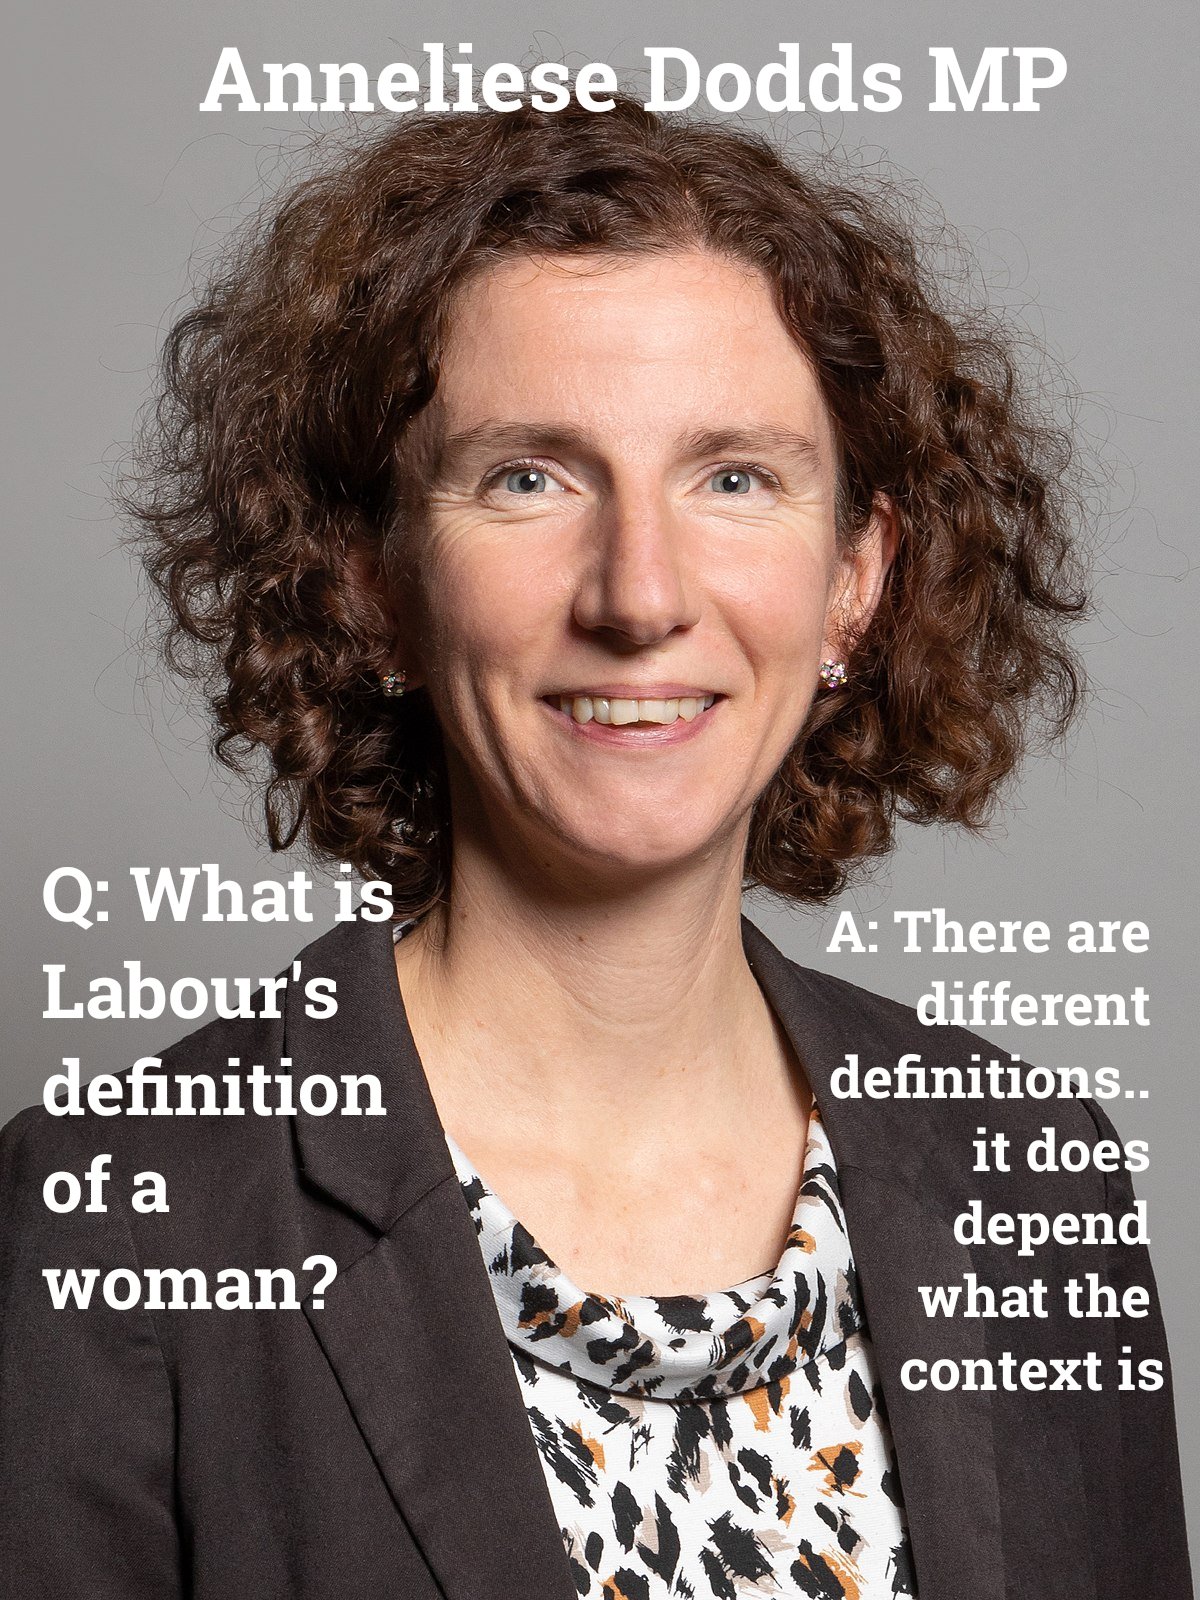 Anneliese Dodds MP
Q: What is
Labour's
definition
of a
woman?
A: There are
different
definitions..
it does
depend
what the
context is